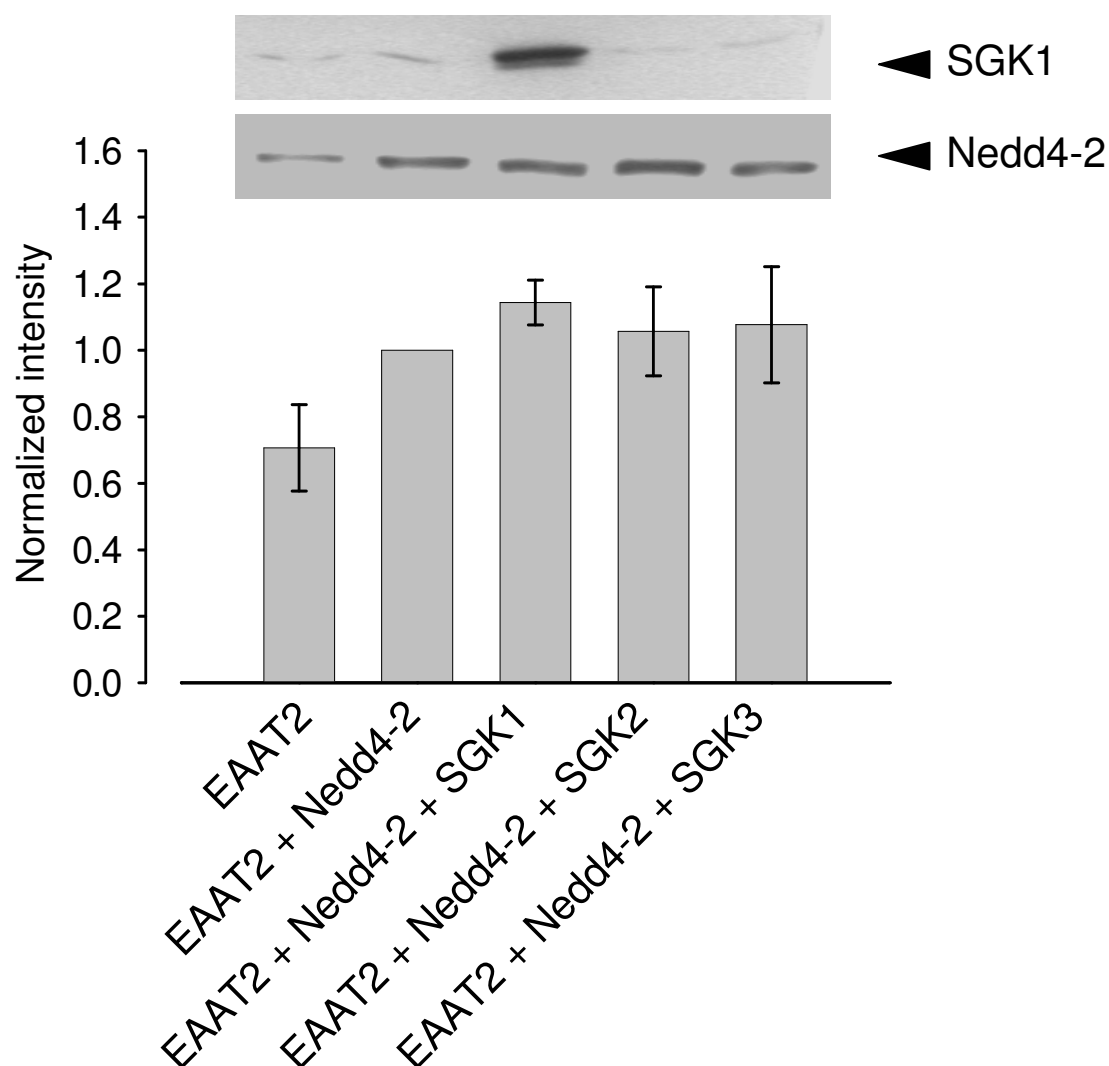 SGK1
Nedd4-2
1.6
1.4
1.2
1.0
0.8
0.6
0.4
0.2
0.0
Normalized intensity
EAAT2
EAAT2 + Nedd4-2
EAAT2 + Nedd4-2 + SGK1
EAAT2 + Nedd4-2 + SGK2
EAAT2 + Nedd4-2 + SGK3